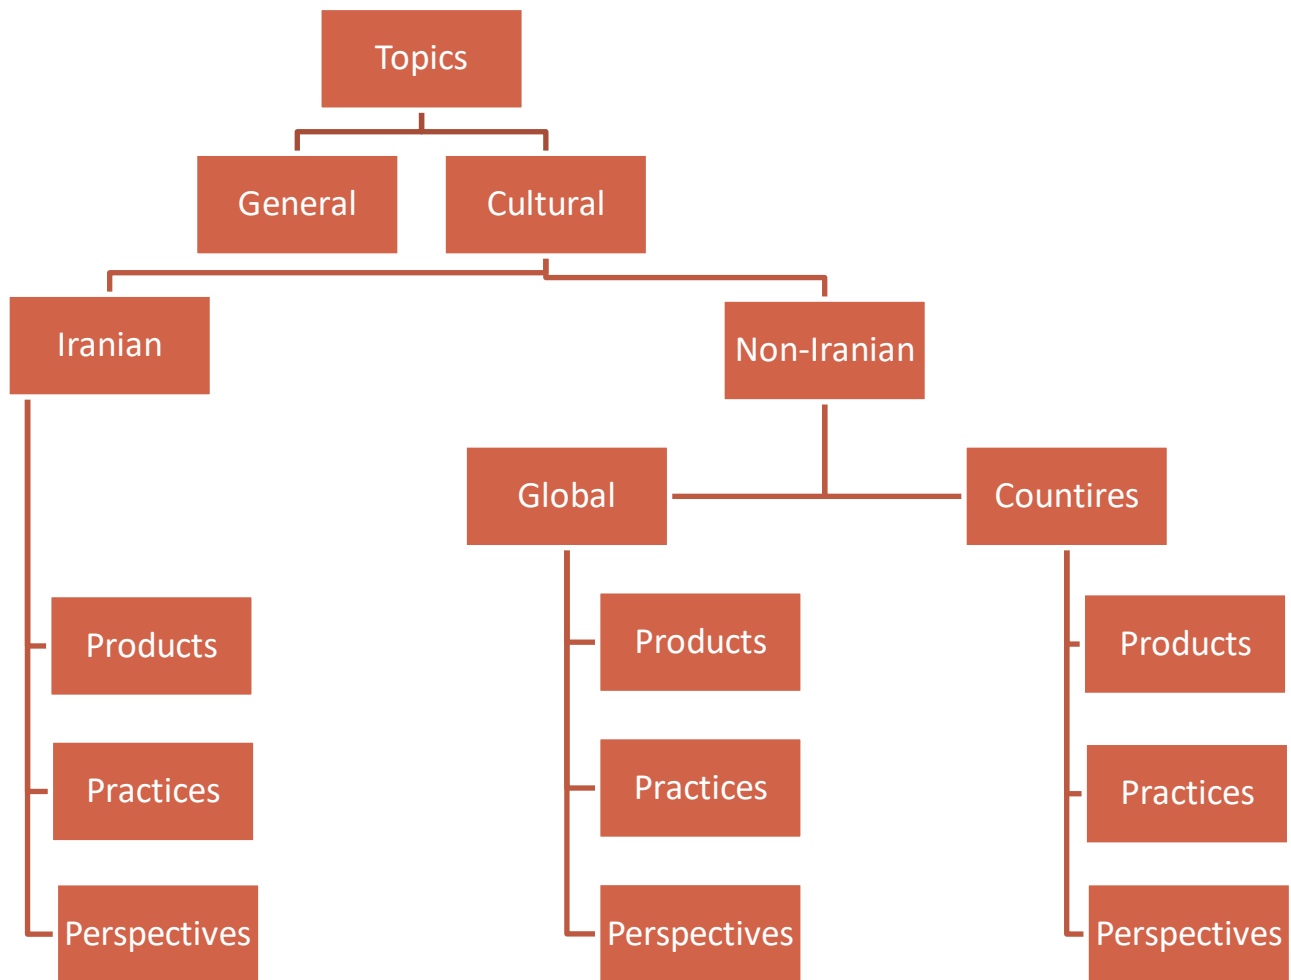 Topics
General
Cultural
Iranian
Non-Iranian
Global
Countires
Products
Practices
Perspectives
Products
Practices
Perspectives
Products
Practices
Perspectives